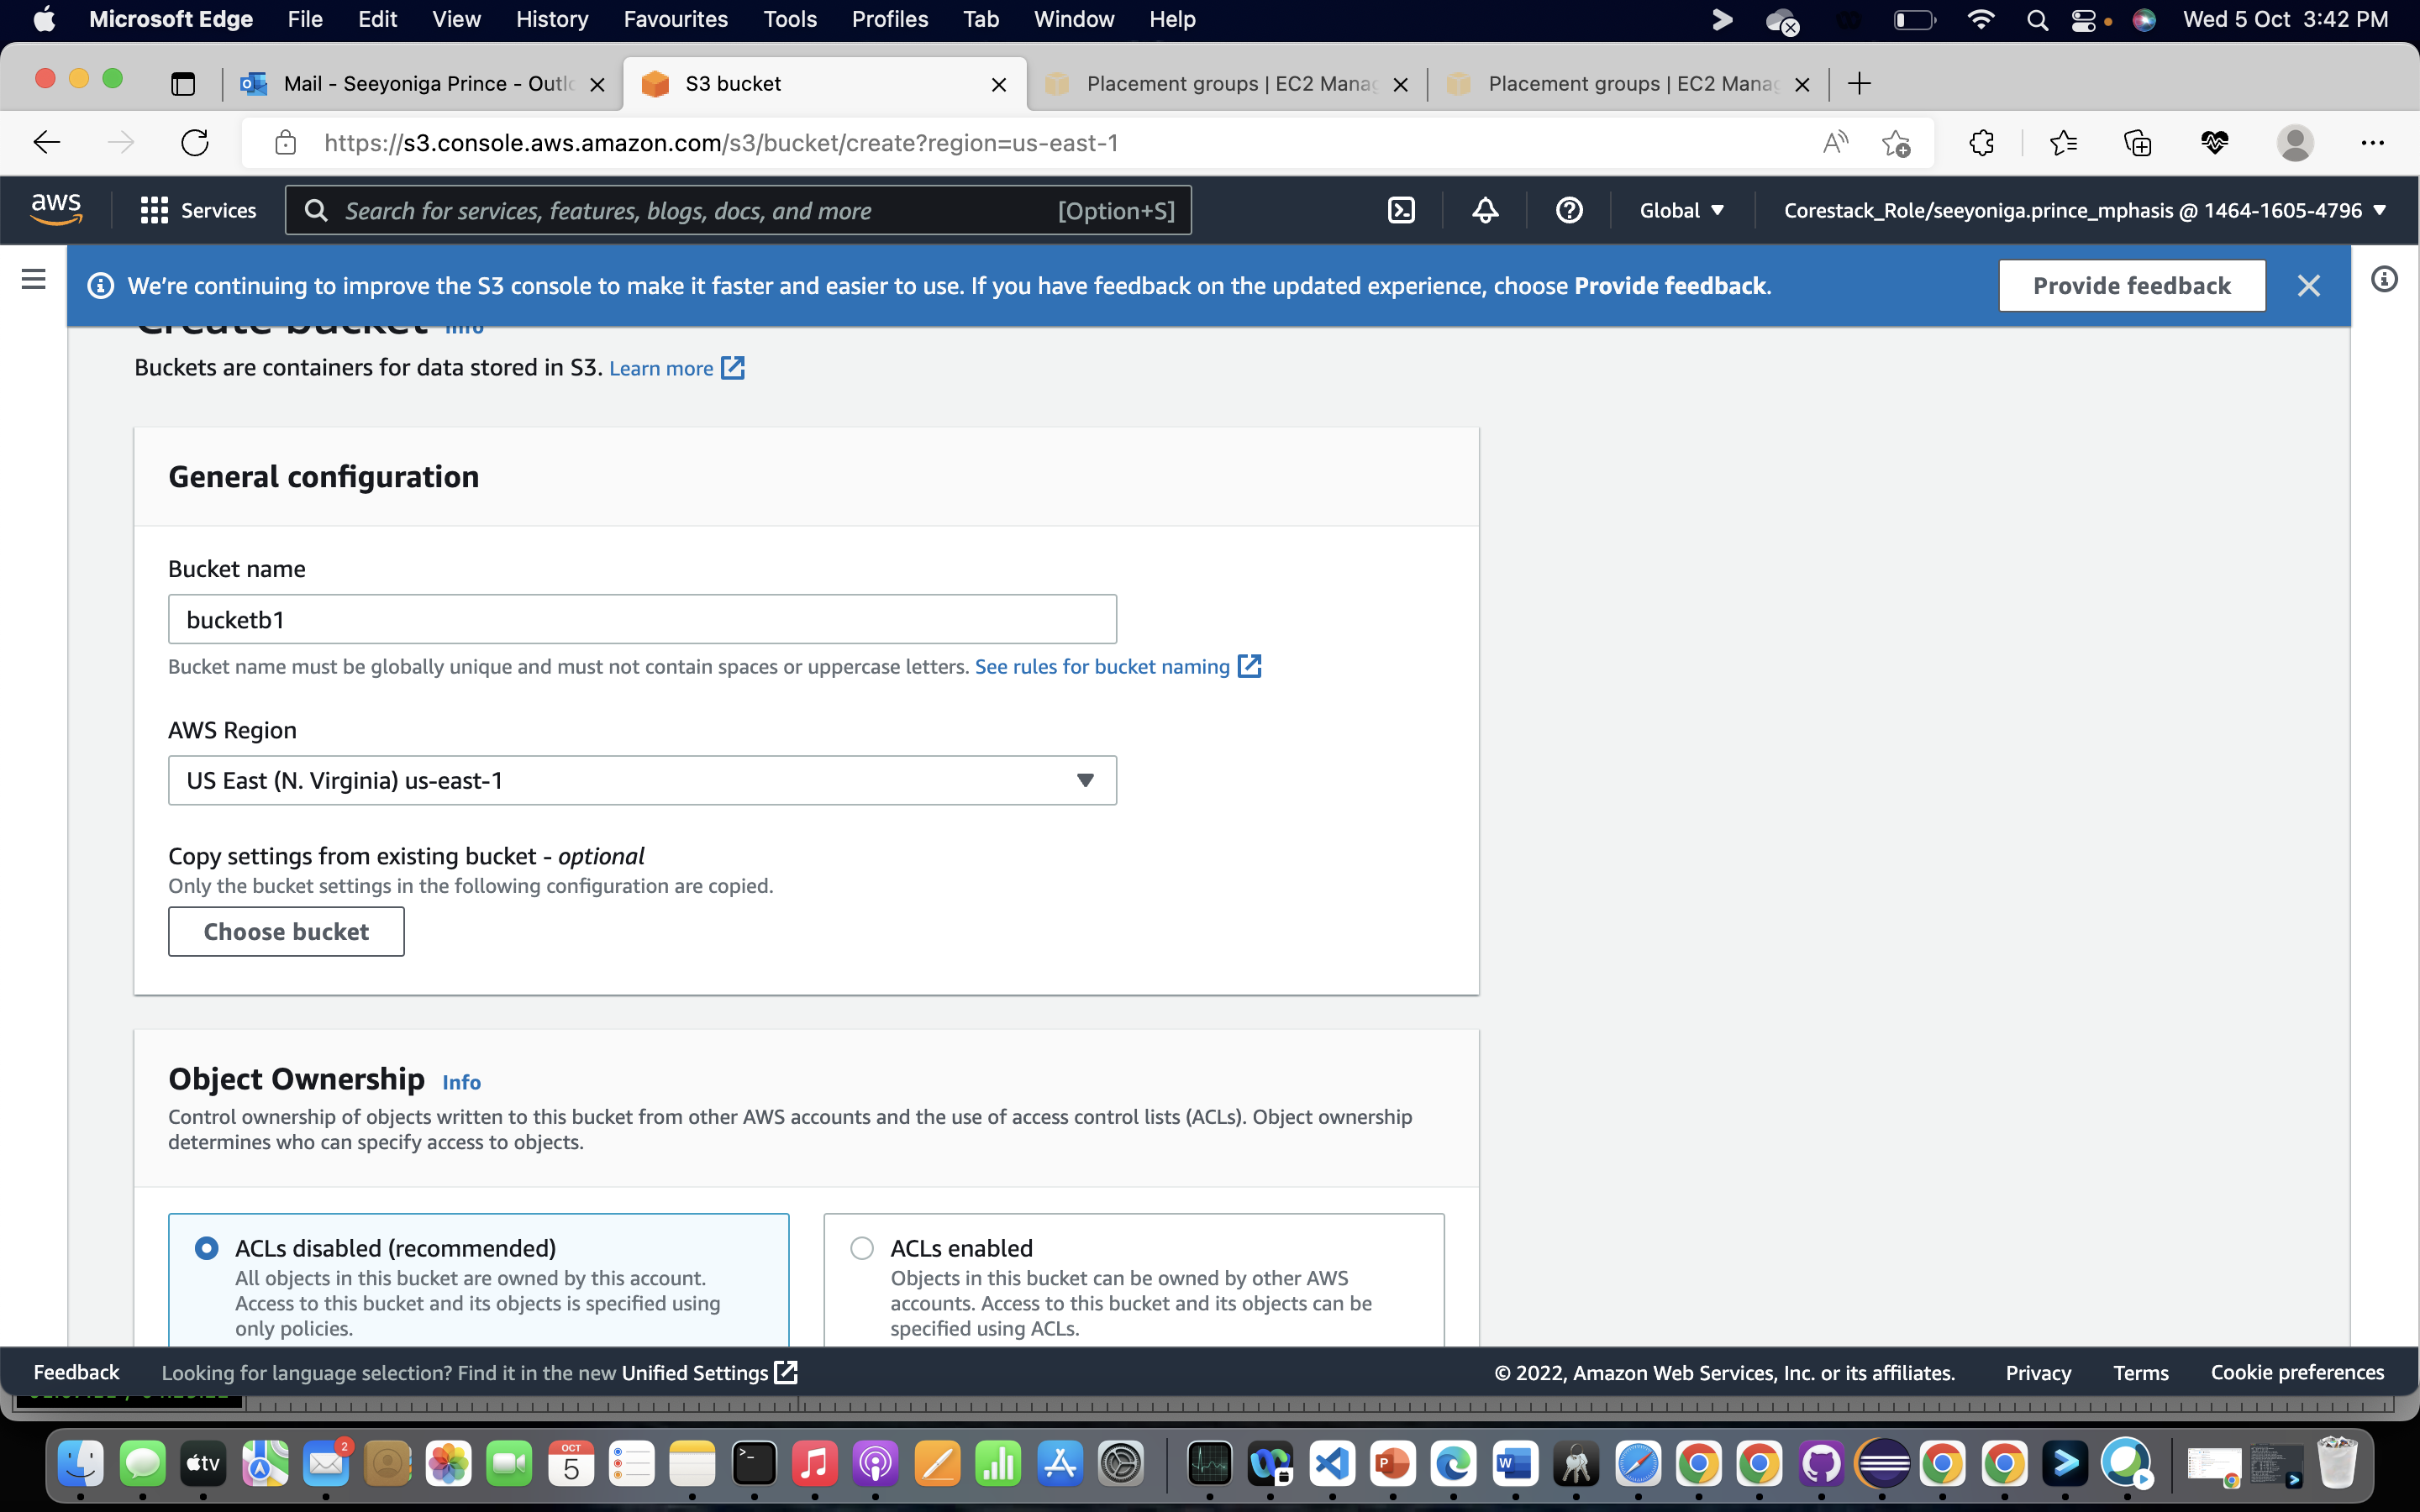 Microsoft Edge File Edit View History Favourites Tools Profiles Tab Window Help Wed 5 Oct 3:42 PM
Mail - Seeyoniga Prince - Outlo S3 bucket Placement groups | EC2 Manag Placement groups | EC2 Manag
https://s3.console.aws.amazon.com/s3/bucket/create?region=us-east-1
aws Services Search for services, features, blogs, docs, and more [Option+S] Global Corestack_Role/seeyoniga.prince_mphasis @ 1464-1605-4796
We're continuing to improve the S3 console to make it faster and easier to use. If you have feedback on the updated experience, choose Provide feedback. Provide feedback
Create bucket Info
Buckets are containers for data stored in S3. Learn more
General configuration
Bucket name
bucketb1
Bucket name must be globally unique and must not contain spaces or uppercase letters. See rules for bucket naming
AWS Region
US East (N. Virginia) us-east-1
Copy settings from existing bucket - optional
Only the bucket settings in the following configuration are copied.
Choose bucket
Object Ownership Info
Control ownership of objects written to this bucket from other AWS accounts and the use of access control lists (ACLs). Object ownership
determines who can specify access to objects.
ACLs disabled (recommended)
All objects in this bucket are owned by this account.
Access to this bucket and its objects is specified using
only policies.
ACLs enabled
Objects in this bucket can be owned by other AWS
accounts. Access to this bucket and its objects can be
specified using ACLs.
Feedback Looking for language selection? Find it in the new Unified Settings © 2022, Amazon Web Services, Inc. or its affiliates. Privacy Terms Cookie preferences
tv 2 OCT 5